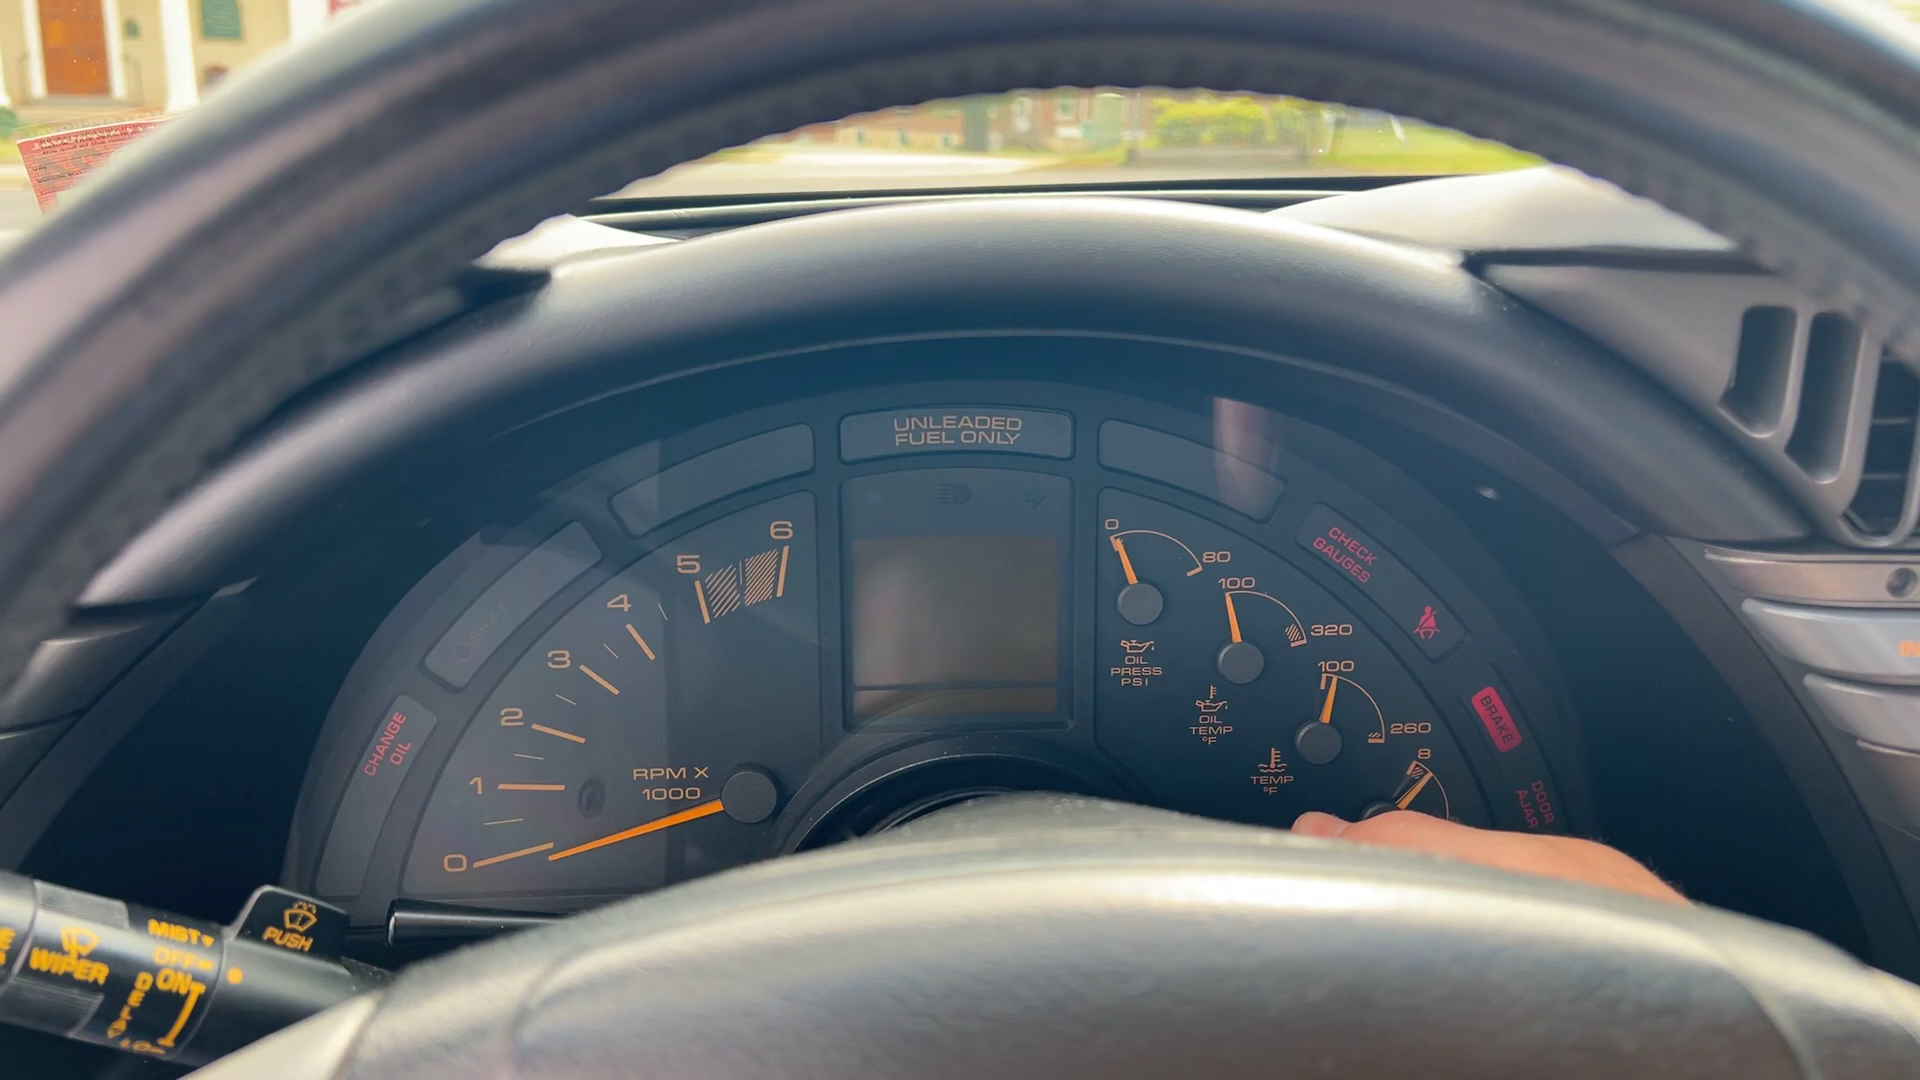 UNLEADED
FUEL ONLY
6
5
4
3
2
1
0
RPM X
1000
CHANGE
OIL
0
80
OIL
PRESS
PSI
100
320
OIL
TEMP
°F
100
260
TEMP
°F
8
CHECK
GAUGES
BRAKE
DOOR
AJAR
MIST
OFF
ON
DELAY
LO
WIPER
PUSH